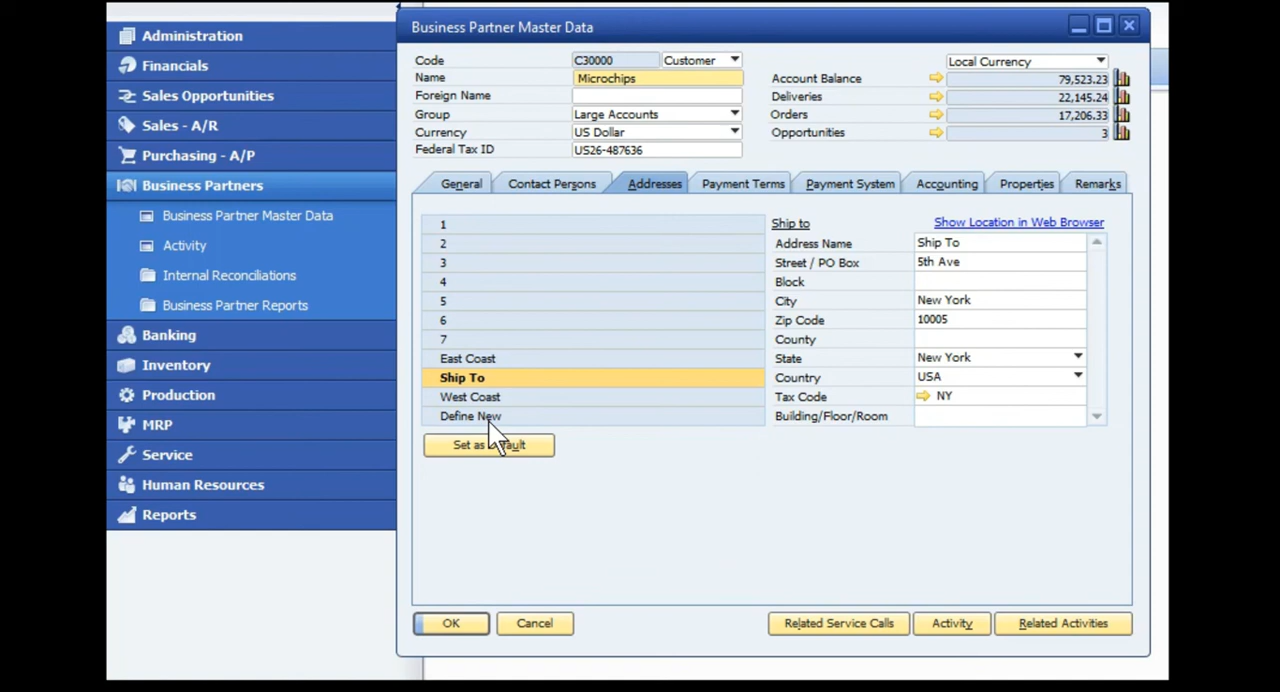 Administration
Financials
Sales Opportunities
Sales - A/R
Purchasing - A/P
Business Partners
Business Partner Master Data
Activity
Internal Reconciliations
Business Partner Reports
Banking
Inventory
Production
MRP
Service
Human Resources
Reports
Business Partner Master Data
Code C30000 Customer
Name Microchips
Foreign Name
Group Large Accounts
Currency US Dollar
Federal Tax ID US26-487636
Local Currency
Account Balance 79,523.23
Deliveries 22,145.24
Orders 17,206.33
Opportunities 3
General Contact Persons Addresses Payment Terms Payment System Accounting Properties Remarks
1
2
3
4
5
6
7
East Coast
Ship To
West Coast
Define New
Set as
Ship to Show Location in Web Browser
Address Name Ship To
Street / PO Box 5th Ave
Block
City New York
Zip Code 10005
County
State New York
Country USA
Tax Code NY
Building/Floor/Room
OK Cancel Related Service Calls Activity Related Activities